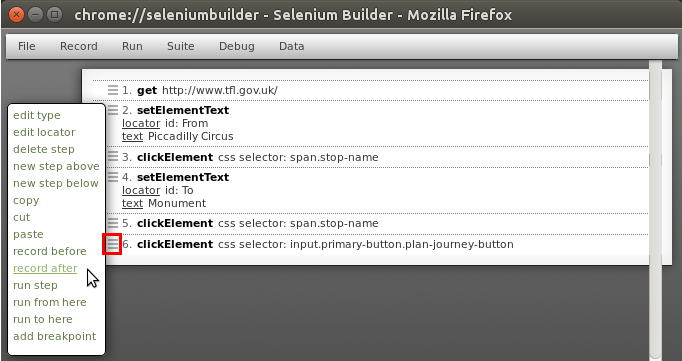 chrome://seleniumbuilder - Selenium Builder - Mozilla Firefox
File Record Run Suite Debug Data
1. get http://www.tfl.gov.uk/
2. setElementText
locator id: From
text Piccadilly Circus
3. clickElement css selector: span.stop-name
4. setElementText
locator id: To
text Monument
5. clickElement css selector: span.stop-name
6. clickElement css selector: input.primary-button.plan-journey-button
edit type
edit locator
delete step
new step above
new step below
copy
cut
paste
record before
record after
run step
run from here
run to here
add breakpoint